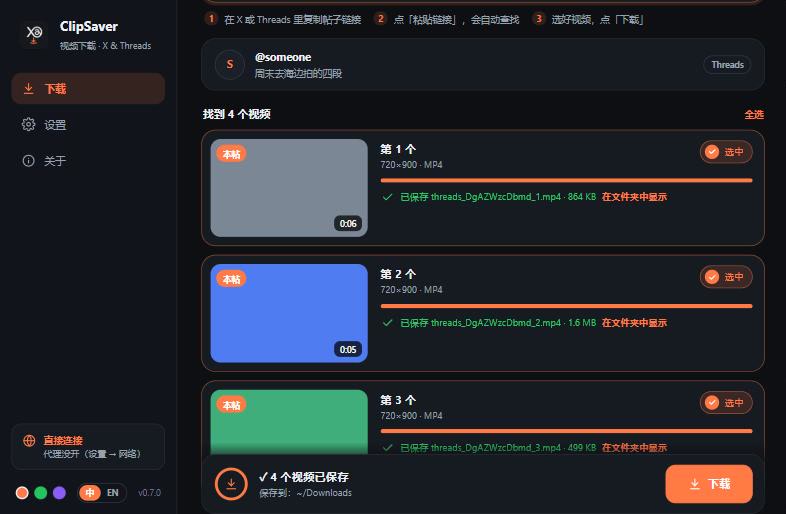 ClipSaver
视频下载 · X & Threads
下载
设置
关于
直接连接
代理没开（设置 → 网络）
中 EN v0.7.0
1 在 X 或 Threads 里复制帖子链接 2 点「粘贴链接」，会自动查找 3 选好视频，点「下载」
S
@someone
周末去海边拍的四段
Threads
找到 4 个视频
全选
本帖
0:06
第 1 个
720×900 · MP4
选中
已保存 threads_DgAZWzcDbmd_1.mp4 · 864 KB 在文件夹中显示
本帖
0:05
第 2 个
720×900 · MP4
选中
已保存 threads_DgAZWzcDbmd_2.mp4 · 1.6 MB 在文件夹中显示
本帖
第 3 个
720×900 · MP4
选中
已保存 threads_DgAZWzcDbmd_3.mp4 · 499 KB 在文件夹中显示
✓ 4 个视频已保存
保存到：~/Downloads
下载